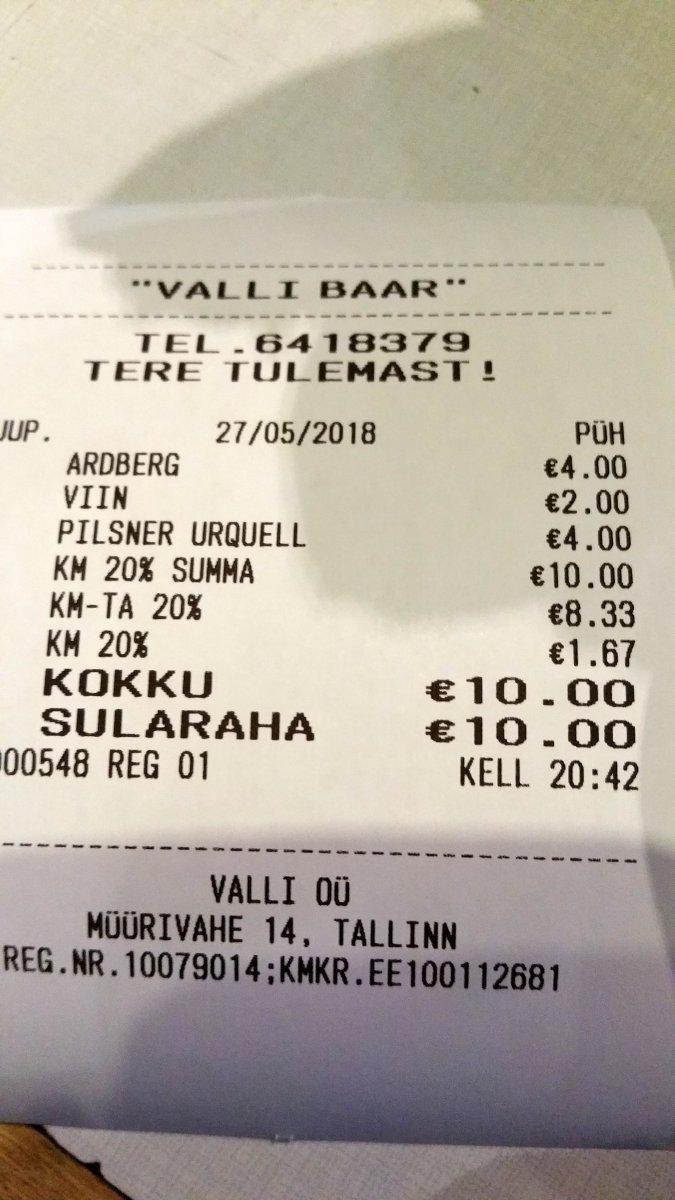 "VALLI BAAR"
TEL.6418379
TERE TULEMAST!
27/05/2018 PÜH
ARDBERG €4.00
VIIN €2.00
PILSNER URQUELL €4.00
KM 20% SUMMA €10.00
KM-TA 20% €8.33
KM 20% €1.67
KOKKU €10.00
SULARAHA €10.00
000548 REG 01 KELL 20:42
VALLI OÜ
MÜÜRIVAHE 14, TALLINN
REG.NR.10079014;KMKR.EE100112681